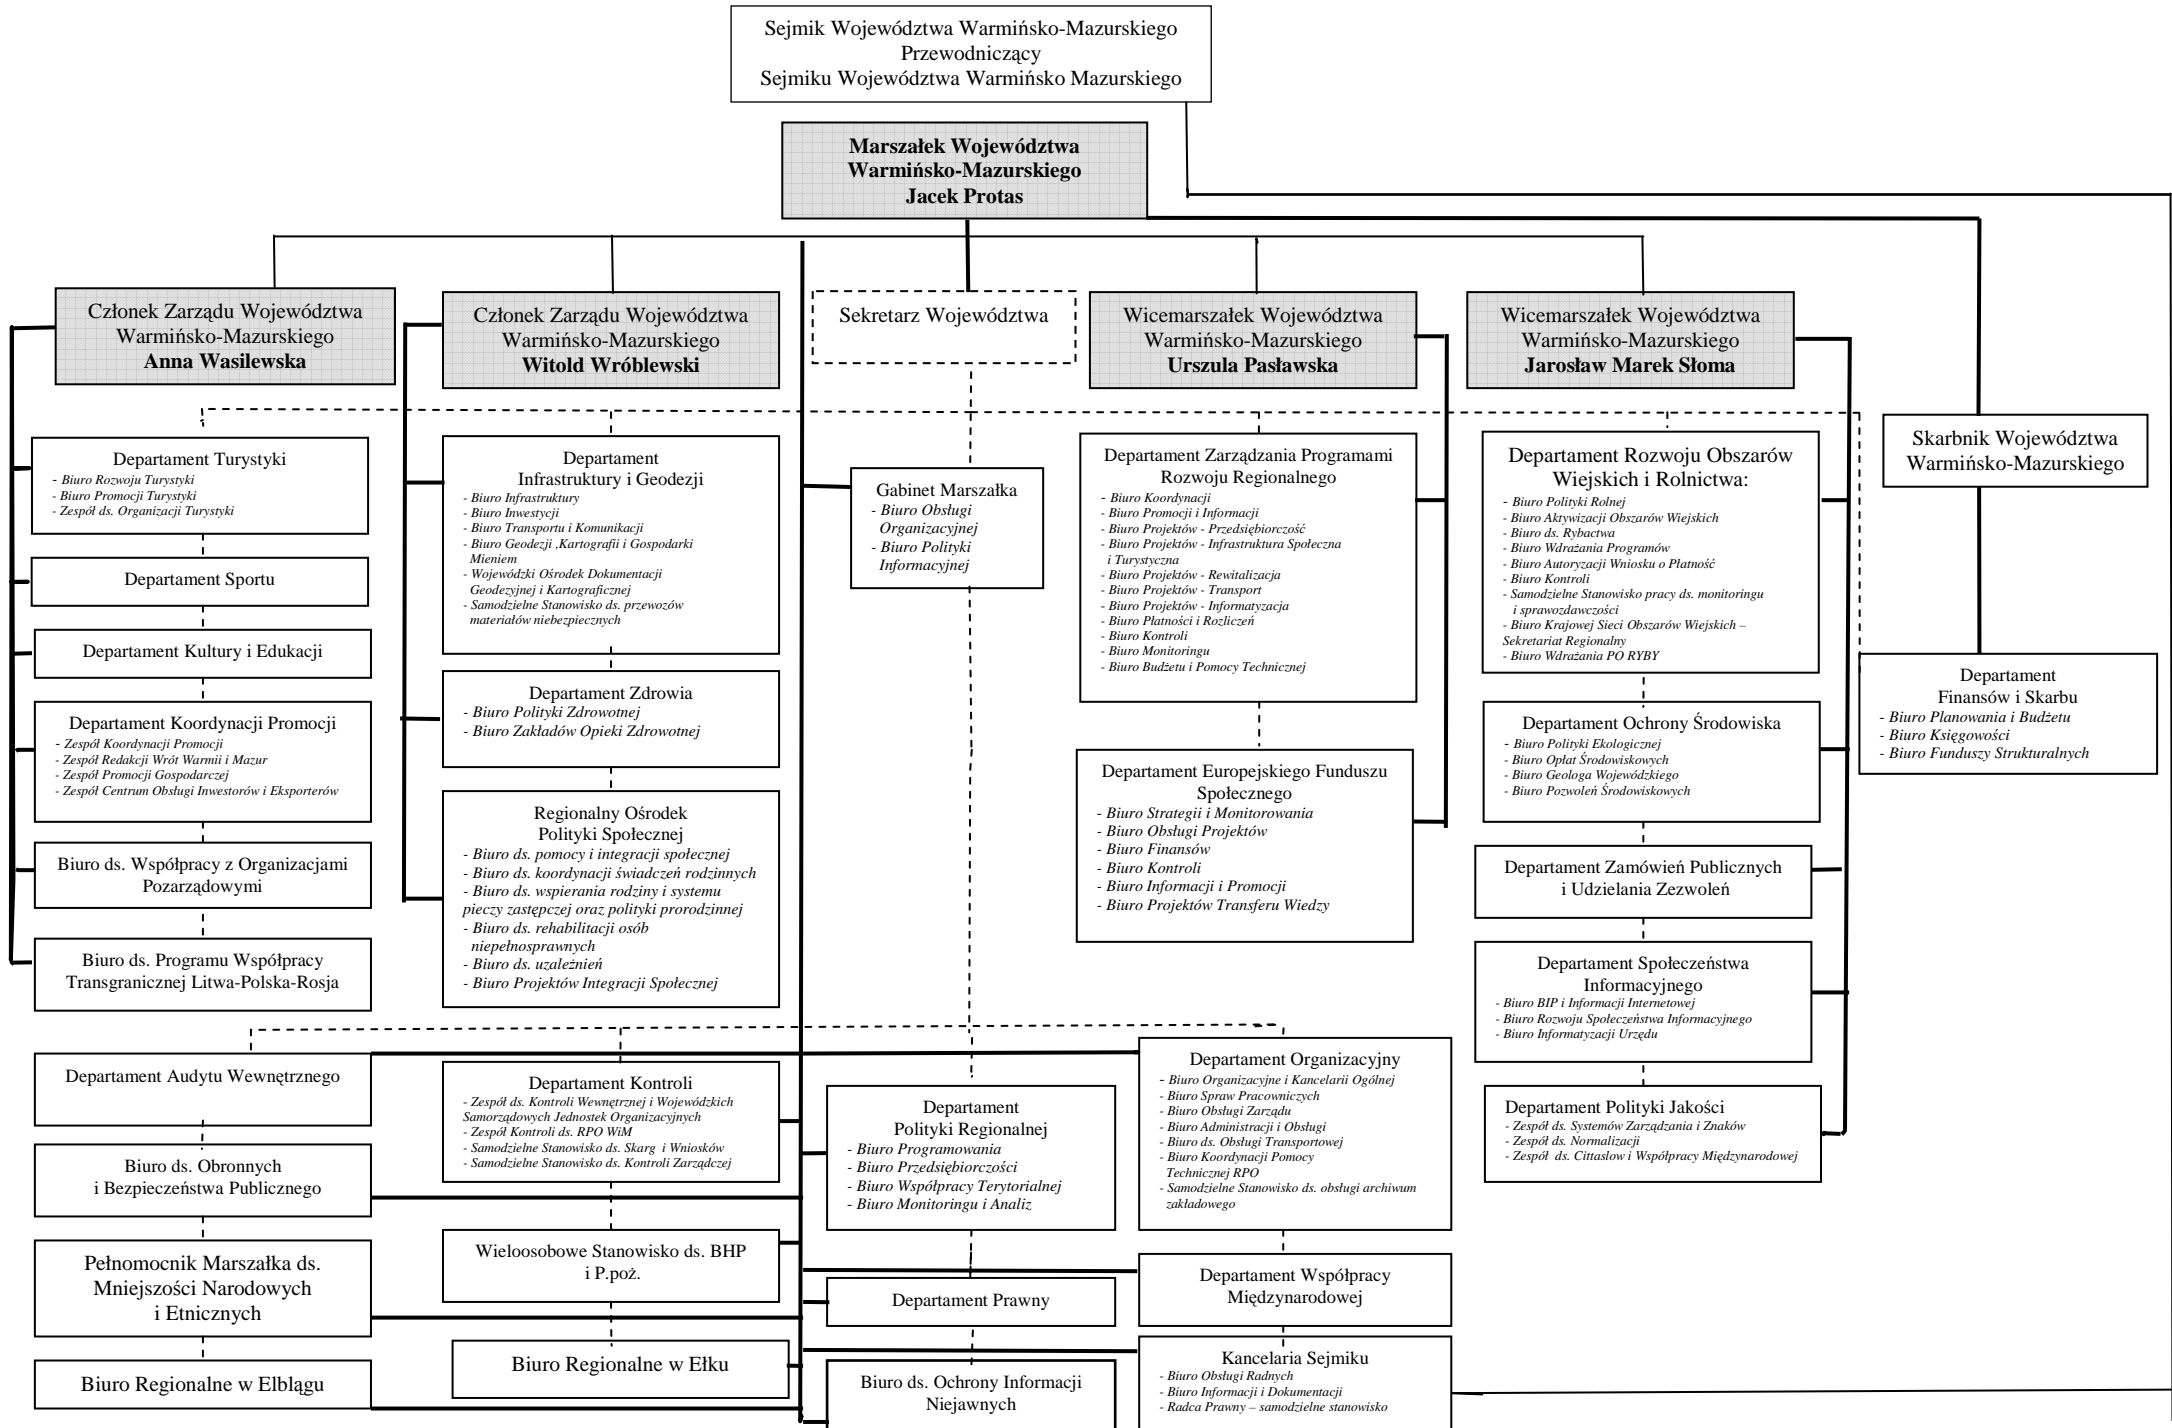 Sejmik Województwa Warmińsko-Mazurskiego
Przewodniczący
Sejmiku Województwa Warmińsko Mazurskiego
Marszałek Województwa
Warmińsko-Mazurskiego
Jacek Protas
Członek Zarządu Województwa
Warmińsko-Mazurskiego
Anna Wasilewska
Członek Zarządu Województwa
Warmińsko-Mazurskiego
Witold Wróblewski
Sekretarz Województwa
Wicemarszałek Województwa
Warmińsko-Mazurskiego
Urszula Pasławska
Wicemarszałek Województwa
Warmińsko-Mazurskiego
Jarosław Marek Słoma
Skarbnik Województwa
Warmińsko-Mazurskiego
Departament Turystyki
- Biuro Rozwoju Turystyki
- Biuro Promocji Turystyki
- Zespół ds. Organizacji Turystyki
Departament Sportu
Departament Kultury i Edukacji
Departament Koordynacji Promocji
- Zespół Koordynacji Promocji
- Zespół Redakcji Wrót Warmii i Mazur
- Zespół Promocji Gospodarczej
- Zespół Centrum Obsługi Inwestorów i Eksporterów
Biuro ds. Współpracy z Organizacjami
Pozarządowymi
Biuro ds. Programu Współpracy
Transgranicznej Litwa-Polska-Rosja
Departament
Infrastruktury i Geodezji
- Biuro Infrastruktury
- Biuro Inwestycji
- Biuro Transportu i Komunikacji
- Biuro Geodezji ,Kartografii i Gospodarki
Mieniem
- Wojewódzki Ośrodek Dokumentacji
Geodezyjnej i Kartograficznej
- Samodzielne Stanowisko ds. przewozów
materiałów niebezpiecznych
Departament Zdrowia
- Biuro Polityki Zdrowotnej
- Biuro Zakładów Opieki Zdrowotnej
Regionalny Ośrodek
Polityki Społecznej
- Biuro ds. pomocy i integracji społecznej
- Biuro ds. koordynacji świadczeń rodzinnych
- Biuro ds. wspierania rodziny i systemu
pieczy zastępczej oraz polityki prorodzinnej
- Biuro ds. rehabilitacji osób
niepełnosprawnych
- Biuro ds. uzależnień
- Biuro Projektów Integracji Społecznej
Gabinet Marszałka
- Biuro Obsługi
Organizacyjnej
- Biuro Polityki
Informacyjnej
Departament Zarządzania Programami
Rozwoju Regionalnego
- Biuro Koordynacji
- Biuro Promocji i Informacji
- Biuro Projektów - Przedsiębiorczość
- Biuro Projektów - Infrastruktura Społeczna
i Turystyczna
- Biuro Projektów - Rewitalizacja
- Biuro Projektów - Transport
- Biuro Projektów - Informatyzacja
- Biuro Płatności i Rozliczeń
- Biuro Kontroli
- Biuro Monitoringu
- Biuro Budżetu i Pomocy Technicznej
Departament Europejskiego Funduszu
Społecznego
- Biuro Strategii i Monitorowania
- Biuro Obsługi Projektów
- Biuro Finansów
- Biuro Kontroli
- Biuro Informacji i Promocji
- Biuro Projektów Transferu Wiedzy
Departament Rozwoju Obszarów
Wiejskich i Rolnictwa:
- Biuro Polityki Rolnej
- Biuro Aktywizacji Obszarów Wiejskich
- Biuro ds. Rybactwa
- Biuro Wdrażania Programów
- Biuro Autoryzacji Wniosku o Płatność
- Biuro Kontroli
- Samodzielne Stanowisko pracy ds. monitoringu
i sprawozdawczości
- Biuro Krajowej Sieci Obszarów Wiejskich –
Sekretariat Regionalny
- Biuro Wdrażania PO RYBY
Departament Ochrony Środowiska
- Biuro Polityki Ekologicznej
- Biuro Opłat Środowiskowych
- Biuro Geologa Wojewódzkiego
- Biuro Pozwoleń Środowiskowych
Departament Zamówień Publicznych
i Udzielania Zezwoleń
Departament Społeczeństwa
Informacyjnego
- Biuro BIP i Informacji Internetowej
- Biuro Rozwoju Społeczeństwa Informacyjnego
- Biuro Informatyzacji Urzędu
Departament Polityki Jakości
- Zespół ds. Systemów Zarządzania i Znaków
- Zespół ds. Normalizacji
- Zespół ds. Cittaslow i Współpracy Międzynarodowej
Departament
Finansów i Skarbu
- Biuro Planowania i Budżetu
- Biuro Księgowości
- Biuro Funduszy Strukturalnych
Departament Audytu Wewnętrznego
Biuro ds. Obronnych
i Bezpieczeństwa Publicznego
Pełnomocnik Marszałka ds.
Mniejszości Narodowych
i Etnicznych
Biuro Regionalne w Elblągu
Departament Kontroli
- Zespół ds. Kontroli Wewnętrznej i Wojewódzkich
Samorządowych Jednostek Organizacyjnych
- Zespół Kontroli ds. RPO WiM
- Samodzielne Stanowisko ds. Skarg i Wniosków
- Samodzielne Stanowisko ds. Kontroli Zarządczej
Wieloosobowe Stanowisko ds. BHP
i P.poż.
Biuro Regionalne w Ełku
Departament
Polityki Regionalnej
- Biuro Programowania
- Biuro Przedsiębiorczości
- Biuro Współpracy Terytorialnej
- Biuro Monitoringu i Analiz
Departament Prawny
Biuro ds. Ochrony Informacji
Niejawnych
Departament Organizacyjny
- Biuro Organizacyjne i Kancelarii Ogólnej
- Biuro Spraw Pracowniczych
- Biuro Obsługi Zarządu
- Biuro Administracji i Obsługi
- Biuro ds. Obsługi Transportowej
- Biuro Koordynacji Pomocy
Technicznej RPO
- Samodzielne Stanowisko ds. obsługi archiwum
zakładowego
Departament Współpracy
Międzynarodowej
Kancelaria Sejmiku
- Biuro Obsługi Radnych
- Biuro Informacji i Dokumentacji
- Radca Prawny – samodzielne stanowisko